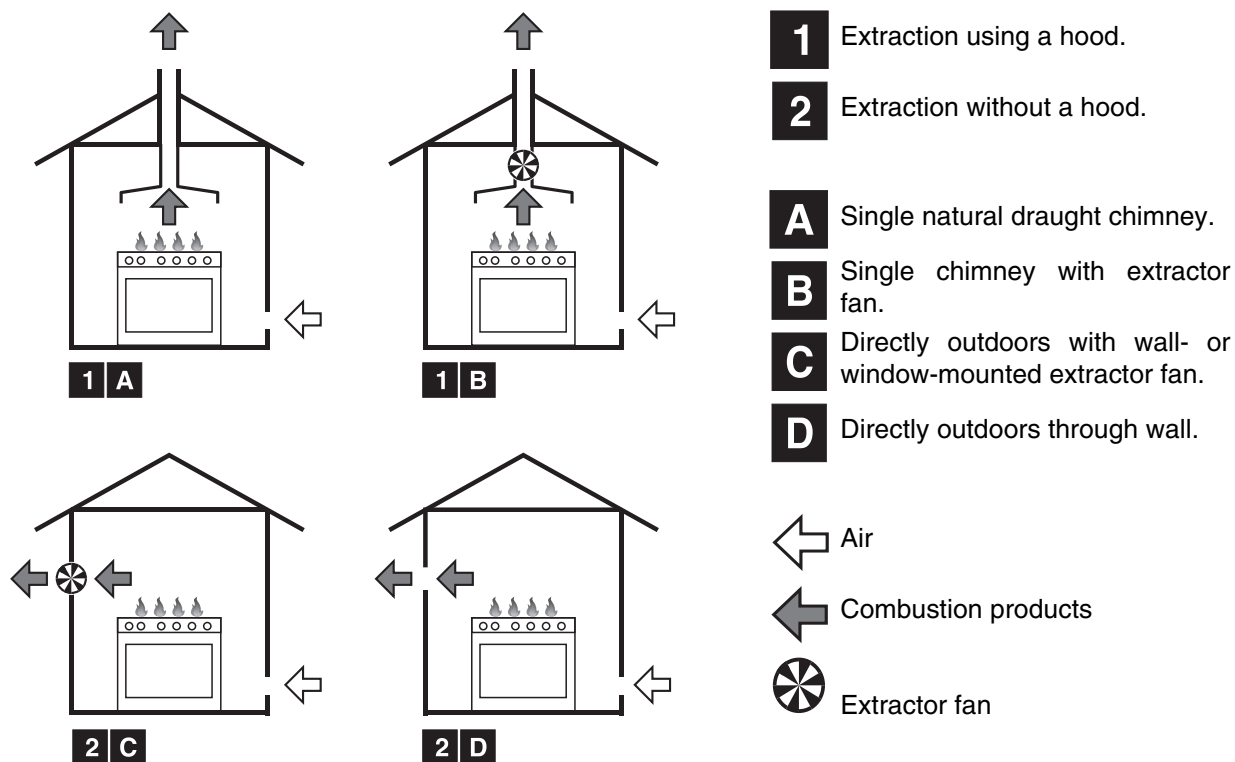 1 Extraction using a hood.
2 Extraction without a hood.
A Single natural draught chimney.
B Single chimney with extractor
fan.
C Directly outdoors with wall- or
window-mounted extractor fan.
D Directly outdoors through wall.
Air
Combustion products
Extractor fan
1 A
1 B
2 C
2 D